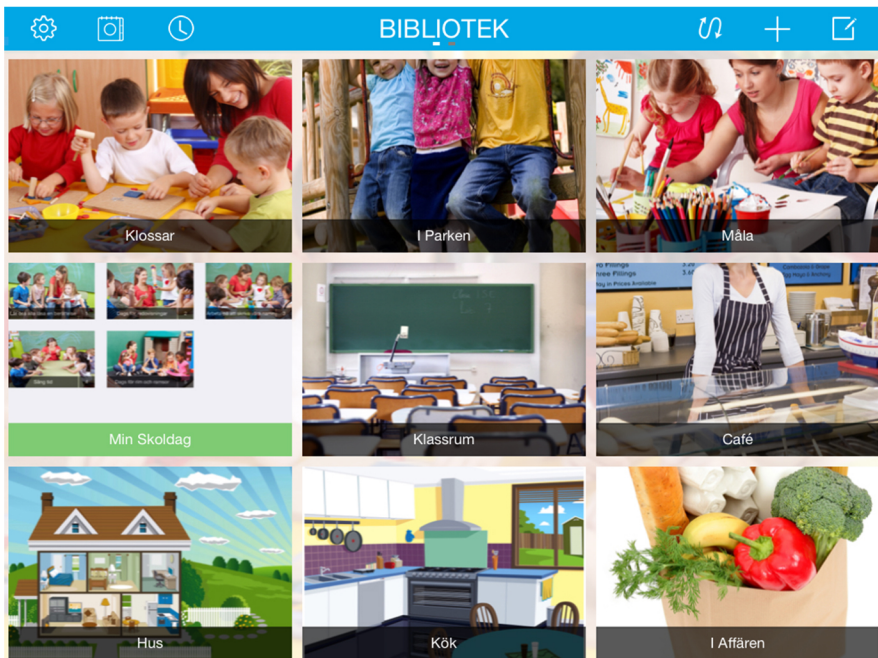 BIBLIOTEK
Klossar
I Parken
Måla
Min Skoldag
Klassrum
Café
Hus
Kök
I Affären